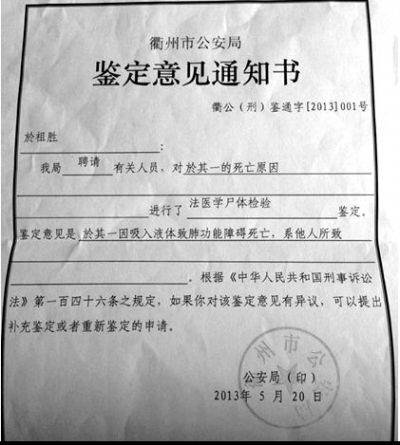 衢州市公安局
鉴定意见通知书
衢公（刑）鉴通字[2013]001号
於祖胜：
我局聘请有关人员，对於其一的死亡原因
进行了法医学尸体检验鉴定。
鉴定意见是於其一因吸入液体致肺功能障碍死亡，系他人所致
。根据《中华人民共和国刑事诉讼
法》第一百四十六条之规定，如果你对该鉴定意见有异议，可以提出
补充鉴定或者重新鉴定的申请。
州市公
公安局（印）
2013年5月20日